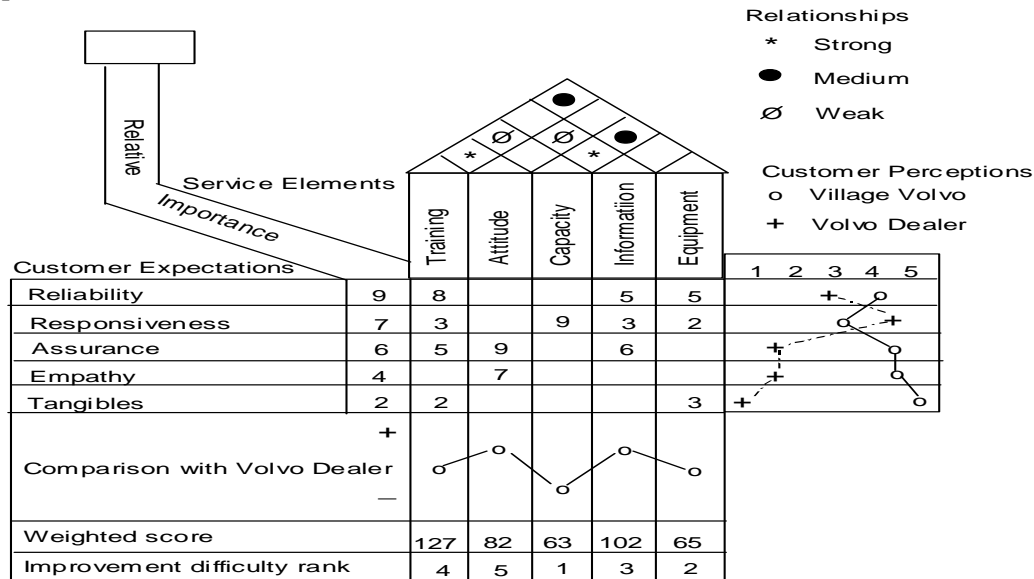 Relationships
* Strong
● Medium
Ø Weak
Relative
Importance
Service Elements
Customer Perceptions
o Village Volvo
+ Volvo Dealer
Training
Attitude
Capacity
Informatiion
Equipment
Customer Expectations
1 2 3 4 5
Reliability 9 8 5 5
Responsiveness 7 3 9 3 2
Assurance 6 5 9 6
Empathy 4 7
Tangibles 2 2 3
+
Comparison with Volvo Dealer
_
Weighted score 127 82 63 102 65
Improvement difficulty rank 4 5 1 3 2